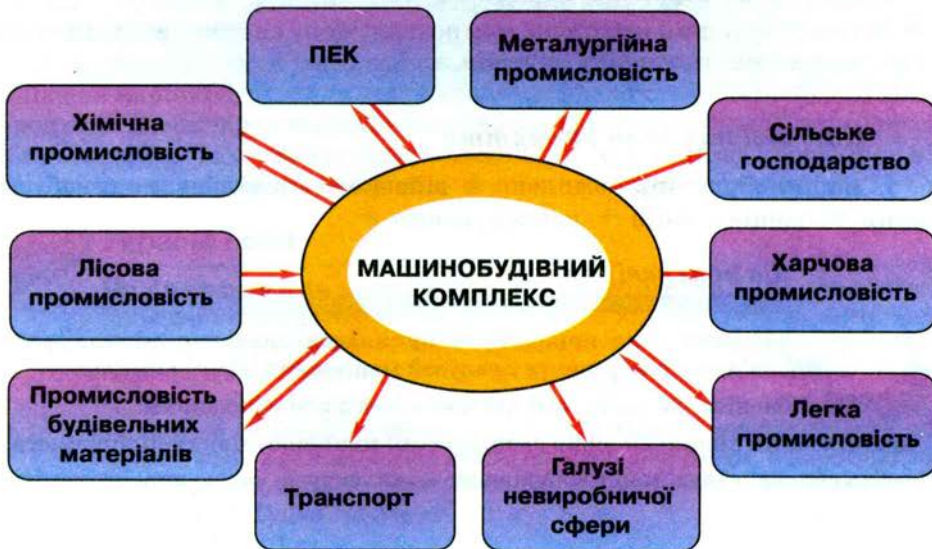 ПЕК
Металургійна
промисловість
Хімічна
промисловість
Сільське
господарство
Лісова
промисловість
МАШИНОБУДІВНИЙ
КОМПЛЕКС
Харчова
промисловість
Промисловість
будівельних
матеріалів
Легка
промисловість
Транспорт
Галузі
невиробничої
сфери